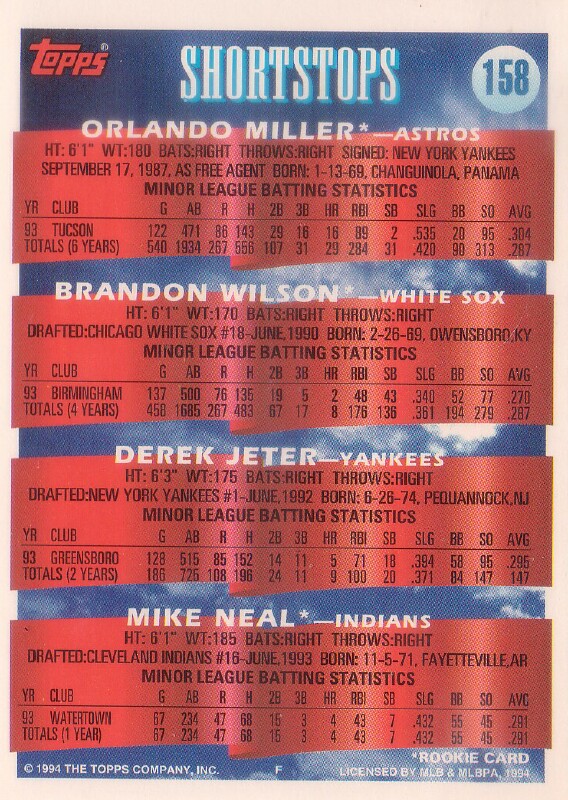 Topps®
SHORTSTOPS
158
ORLANDO MILLER*—ASTROS
HT: 6'1" WT:180 BATS:RIGHT THROWS:RIGHT SIGNED: NEW YORK YANKEES
SEPTEMBER 17, 1987, AS FREE AGENT BORN: 1-13-69, CHANGUINOLA, PANAMA
MINOR LEAGUE BATTING STATISTICS
YR CLUB G AB R H 2B 3B HR RBI SB SLG BB SO AVG
93 TUCSON 122 471 86 143 29 16 16 89 2 .535 20 95 .304
TOTALS (6 YEARS) 540 1934 267 556 107 31 29 284 31 .420 98 313 .287
BRANDON WILSON*—WHITE SOX
HT: 6'1" WT:170 BATS:RIGHT THROWS:RIGHT
DRAFTED:CHICAGO WHITE SOX #18-JUNE,1990 BORN: 2-26-69, OWENSBORO,KY
MINOR LEAGUE BATTING STATISTICS
YR CLUB G AB R H 2B 3B HR RBI SB SLG BB SO AVG
93 BIRMINGHAM 137 500 76 135 19 5 2 48 43 .340 52 77 .270
TOTALS (4 YEARS) 458 1685 267 483 67 17 8 176 136 .361 194 279 .287
DEREK JETER—YANKEES
HT: 6'3" WT:175 BATS:RIGHT THROWS:RIGHT
DRAFTED:NEW YORK YANKEES #1-JUNE,1992 BORN: 6-26-74, PEQUANNOCK,NJ
MINOR LEAGUE BATTING STATISTICS
YR CLUB G AB R H 2B 3B HR RBI SB SLG BB SO AVG
93 GREENSBORO 128 515 85 152 14 11 5 71 18 .394 58 95 .295
TOTALS (2 YEARS) 186 725 108 196 24 11 9 100 20 .371 84 147 147
MIKE NEAL*—INDIANS
HT: 6'1" WT:185 BATS:RIGHT THROWS:RIGHT
DRAFTED:CLEVELAND INDIANS #16-JUNE,1993 BORN: 11-5-71, FAYETTEVILLE,AR
MINOR LEAGUE BATTING STATISTICS
YR CLUB G AB R H 2B 3B HR RBI SB SLG BB SO AVG
93 WATERTOWN 67 234 47 68 15 3 4 43 7 .432 55 45 .291
TOTALS (1 YEAR) 67 234 47 68 15 3 4 43 7 .432 55 45 .291
*ROOKIE CARD
© 1994 THE TOPPS COMPANY, INC. F LICENSED BY MLB & MLBPA, 1994